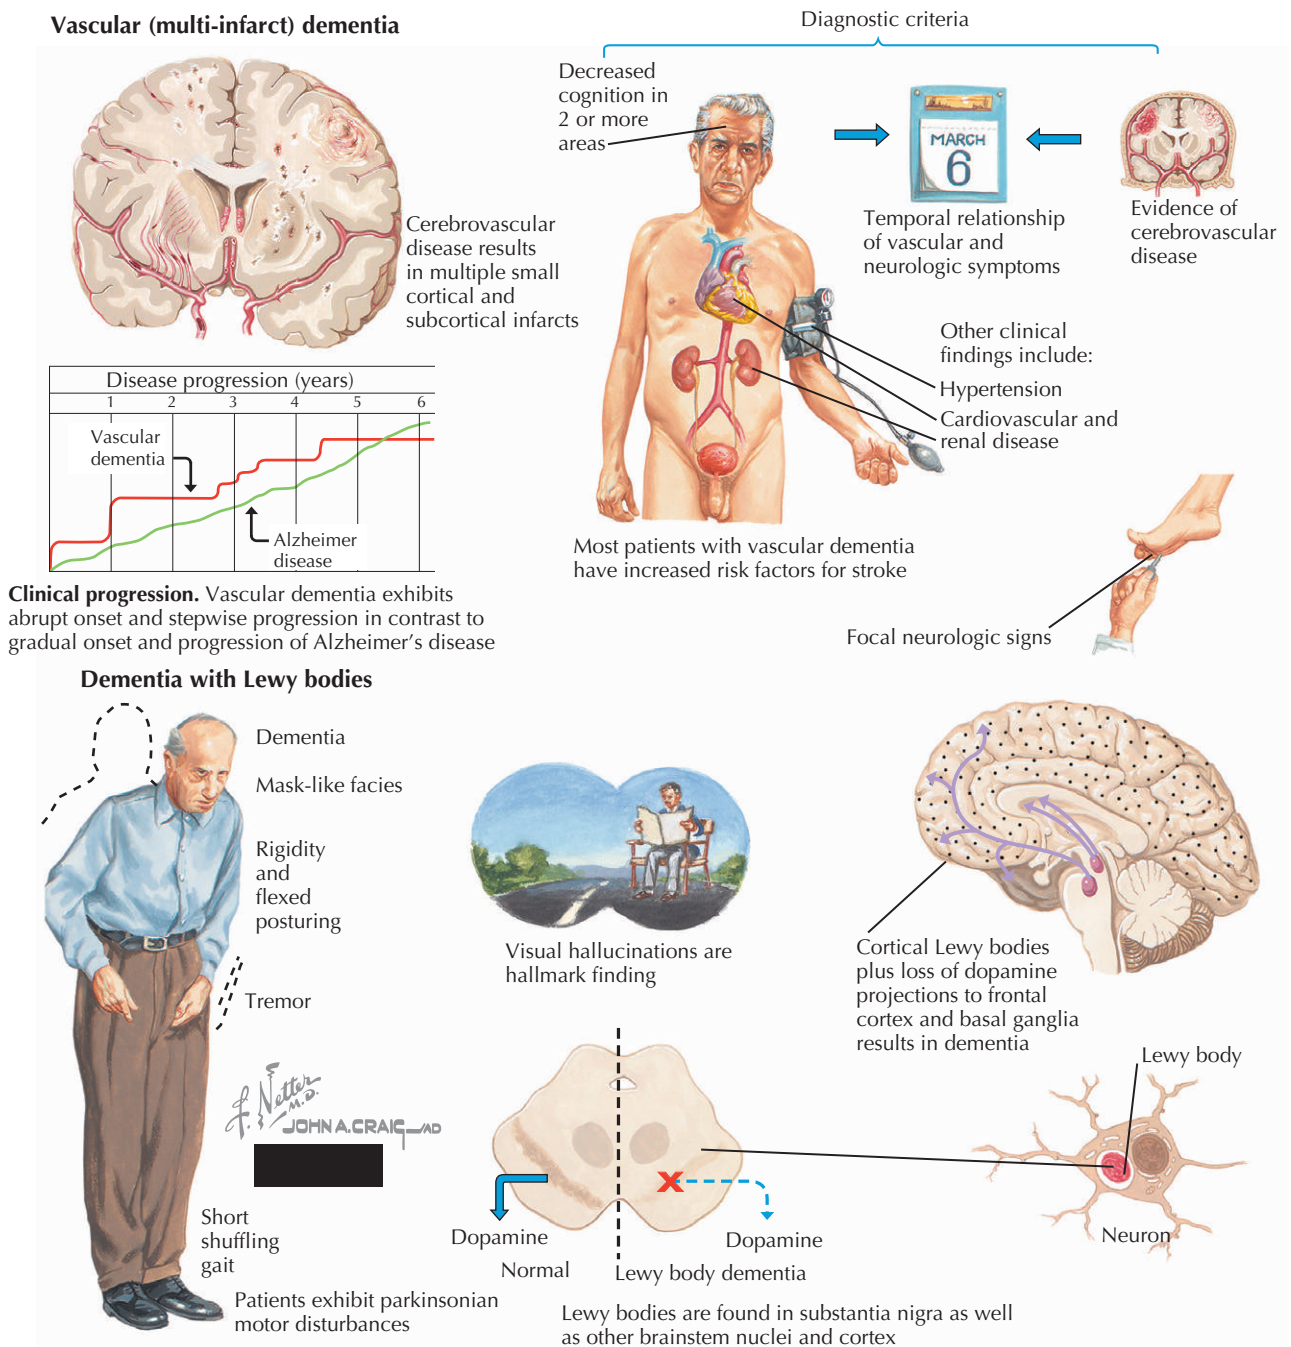 Vascular (multi-infarct) dementia
Diagnostic criteria
Decreased
cognition in
2 or more
areas
MARCH
6
Temporal relationship
of vascular and
neurologic symptoms
Evidence of
cerebrovascular
disease
Cerebrovascular
disease results
in multiple small
cortical and
subcortical infarcts
Other clinical
findings include:
Hypertension
Cardiovascular and
renal disease
Disease progression (years)
1 2 3 4 5 6
Vascular
dementia
Alzheimer
disease
Most patients with vascular dementia
have increased risk factors for stroke
Clinical progression. Vascular dementia exhibits
abrupt onset and stepwise progression in contrast to
gradual onset and progression of Alzheimer's disease
Focal neurologic signs
Dementia with Lewy bodies
Dementia
Mask-like facies
Rigidity
and
flexed
posturing
Tremor
Visual hallucinations are
hallmark finding
Cortical Lewy bodies
plus loss of dopamine
projections to frontal
cortex and basal ganglia
results in dementia
Lewy body
Neuron
F. Netter
M.D.
JOHN A. CRAIG AD
Short
shuffling
gait
Patients exhibit parkinsonian
motor disturbances
Dopamine
Normal
Dopamine
Lewy body dementia
Lewy bodies are found in substantia nigra as well
as other brainstem nuclei and cortex